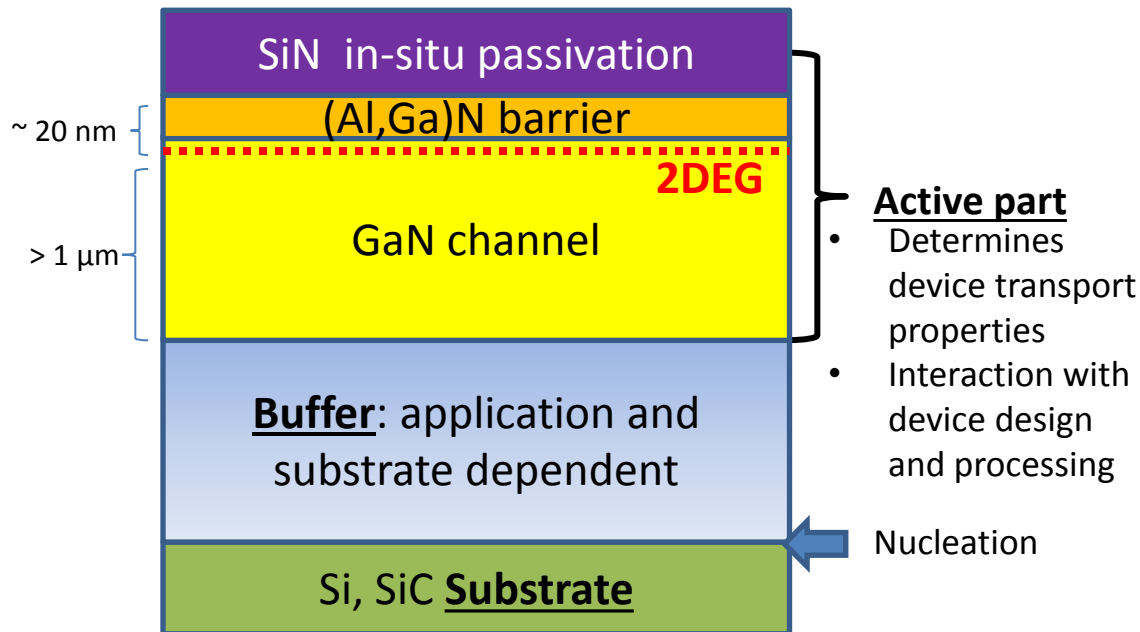 SiN in-situ passivation
~ 20 nm
(Al,Ga)N barrier
2DEG
> 1 µm
GaN channel
Active part
• Determines
device transport
properties
• Interaction with
device design
and processing
Buffer: application and
substrate dependent
Nucleation
Si, SiC Substrate